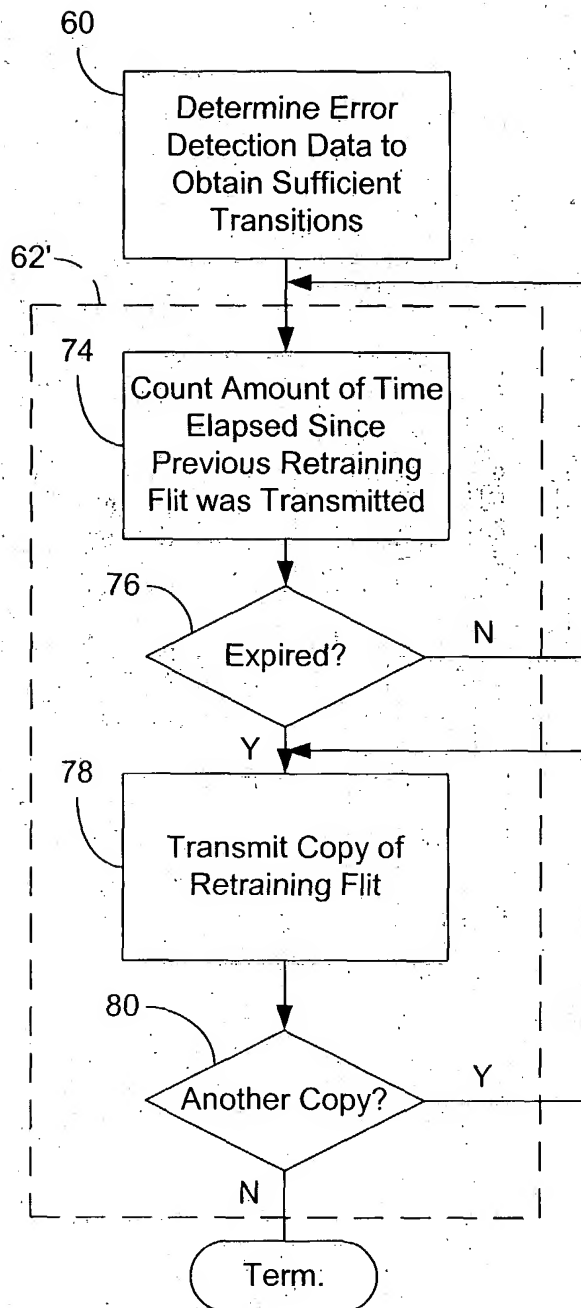 60
Determine Error
Detection Data to
Obtain Sufficient
Transitions
62'
74
Count Amount of Time
Elapsed Since
Previous Retraining
Flit was Transmitted
76
Expired?
N
Y
78
Transmit Copy of
Retraining Flit
80
Another Copy?
Y
N
Term.